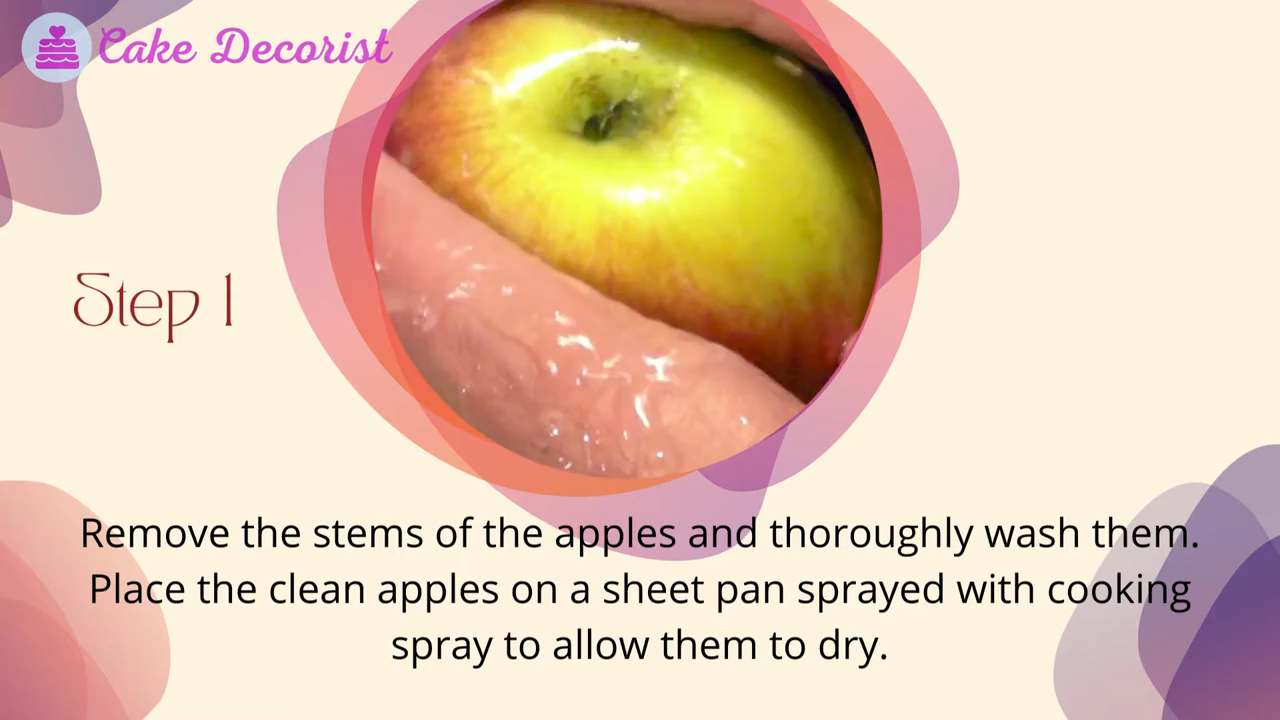 Cake Decorist
Step 1
Remove the stems of the apples and thoroughly wash them.
Place the clean apples on a sheet pan sprayed with cooking
spray to allow them to dry.